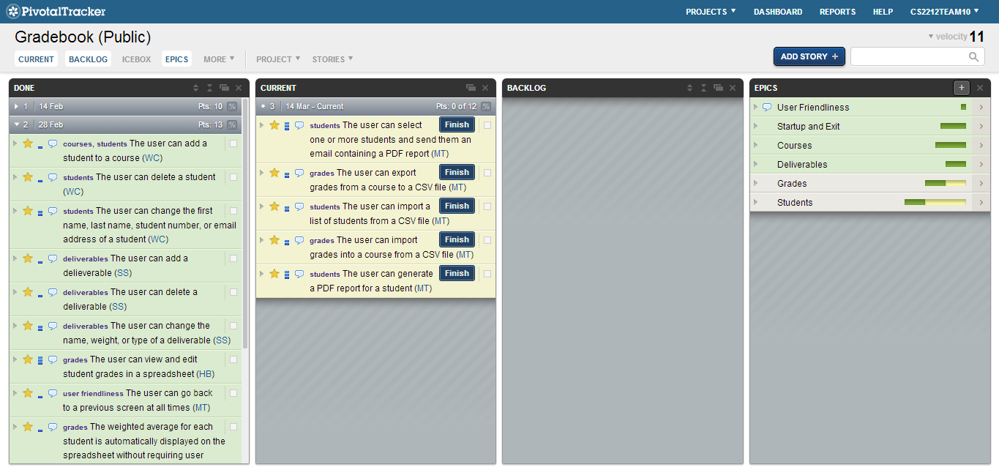 PivotalTracker
PROJECTS
DASHBOARD
REPORTS
HELP
CS2212TEAM10
Gradebook (Public)
velocity 11
CURRENT
BACKLOG
ICEBOX
EPICS
MORE
PROJECT
STORIES
ADD STORY +
DONE
1 14 Feb Pts: 10 %
2 28 Feb Pts: 13 %
courses, students The user can add a
student to a course (WC)
students The user can delete a student
(WC)
students The user can change the first
name, last name, student number, or email
address of a student (WC)
deliverables The user can add a
delieverable (SS)
deliverables The user can delete a
deliverable (SS)
deliverables The user can change the
name, weight, or type of a deliverable (SS)
grades The user can view and edit
student grades in a spreadsheet (HB)
user friendliness The user can go back
to a previous screen at all times (MT)
grades The weighted average for each
student is automatically displayed on the
spreadsheet without requiring user
CURRENT
3 14 Mar - Current Pts: 0 of 12 %
students The user can select Finish
one or more students and send them an
email containing a PDF report (MT)
grades The user can export Finish
grades from a course to a CSV file (MT)
students The user can import a Finish
list of students from a CSV file (MT)
grades The user can import Finish
grades into a course from a CSV file (MT)
students The user can generate Finish
a PDF report for a student (MT)
BACKLOG
EPICS +
User Friendliness
Startup and Exit
Courses
Deliverables
Grades
Students